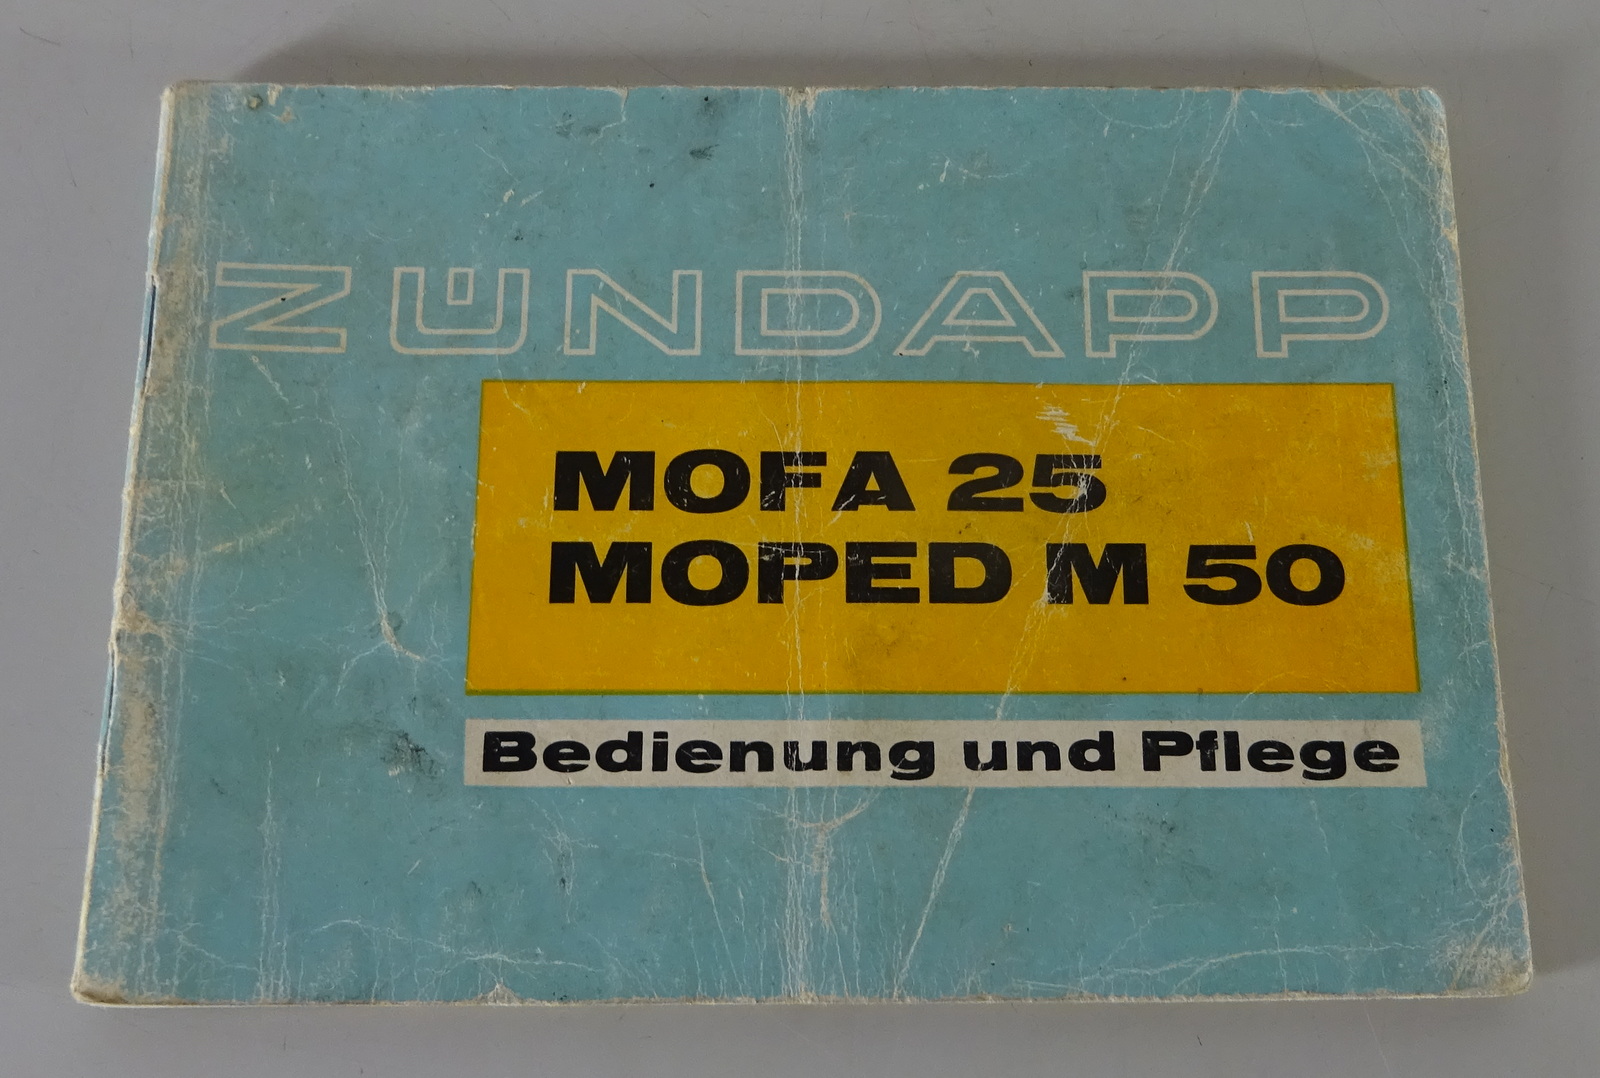 ZÜNDAPP
MOFA 25
MOPED M 50
Bedienung und Pflege